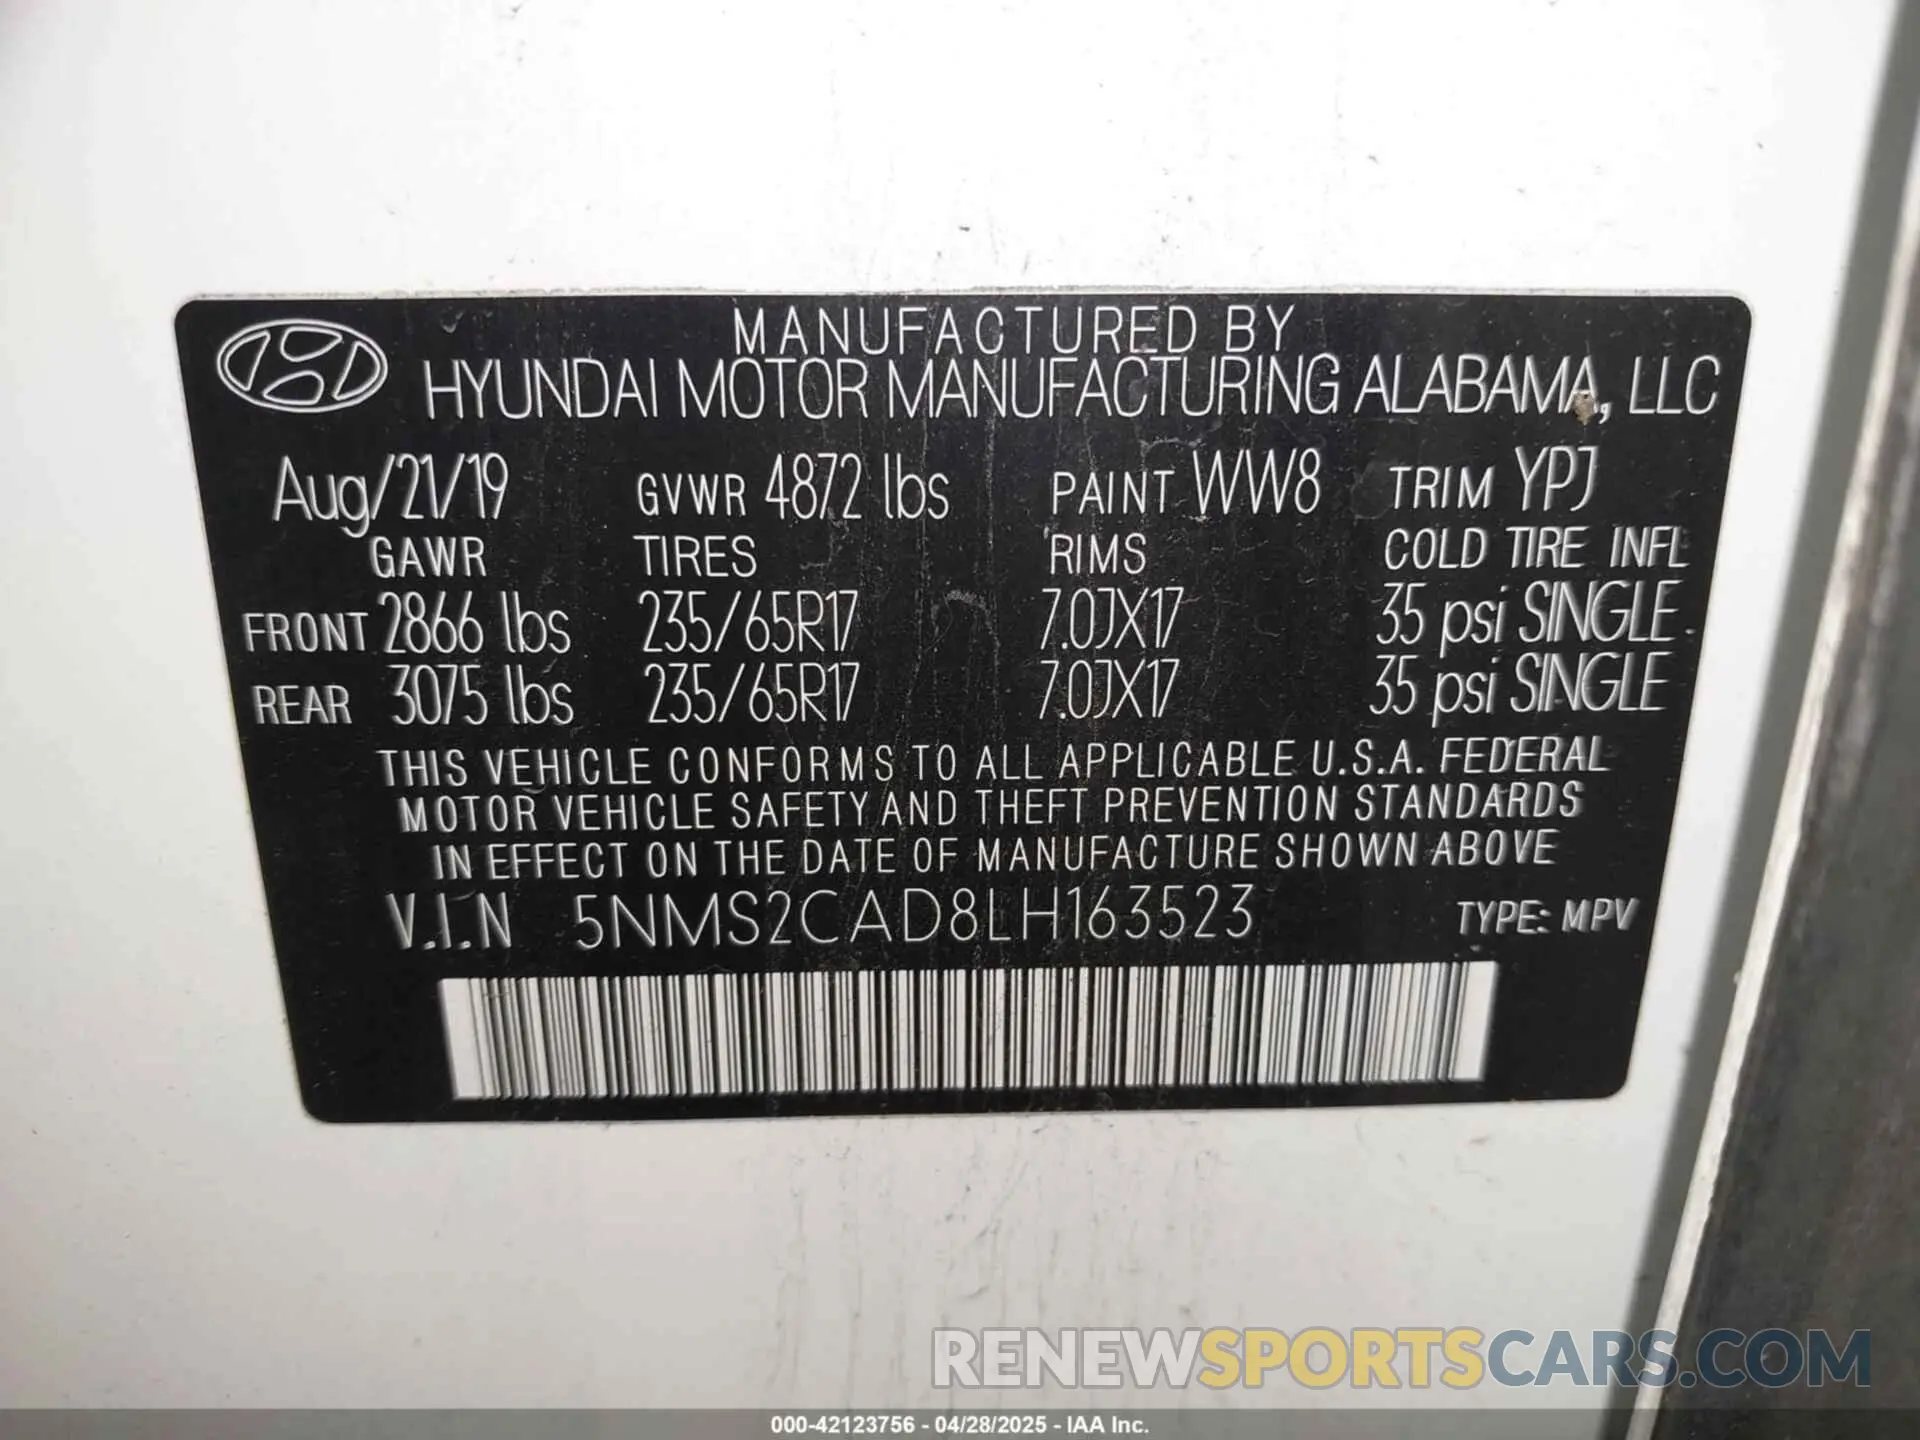 MANUFACTURED BY
HYUNDAI MOTOR MANUFACTURING ALABAMA, LLC
Aug/21/19 GVWR 4872 lbs PAINT WW8 TRIM YPJ
GAWR TIRES RIMS COLD TIRE INFL
FRONT 2866 lbs 235/65R17 7.0JX17 35 psi SINGLE
REAR 3075 lbs 235/65R17 7.0JX17 35 psi SINGLE
THIS VEHICLE CONFORMS TO ALL APPLICABLE U.S.A. FEDERAL
MOTOR VEHICLE SAFETY AND THEFT PREVENTION STANDARDS
IN EFFECT ON THE DATE OF MANUFACTURE SHOWN ABOVE
V.I.N 5NMS2CAD8LH163523 TYPE: MPV
RENEWSPORTSCARS.COM
000-42123756 - 04/28/2025 - IAA Inc.